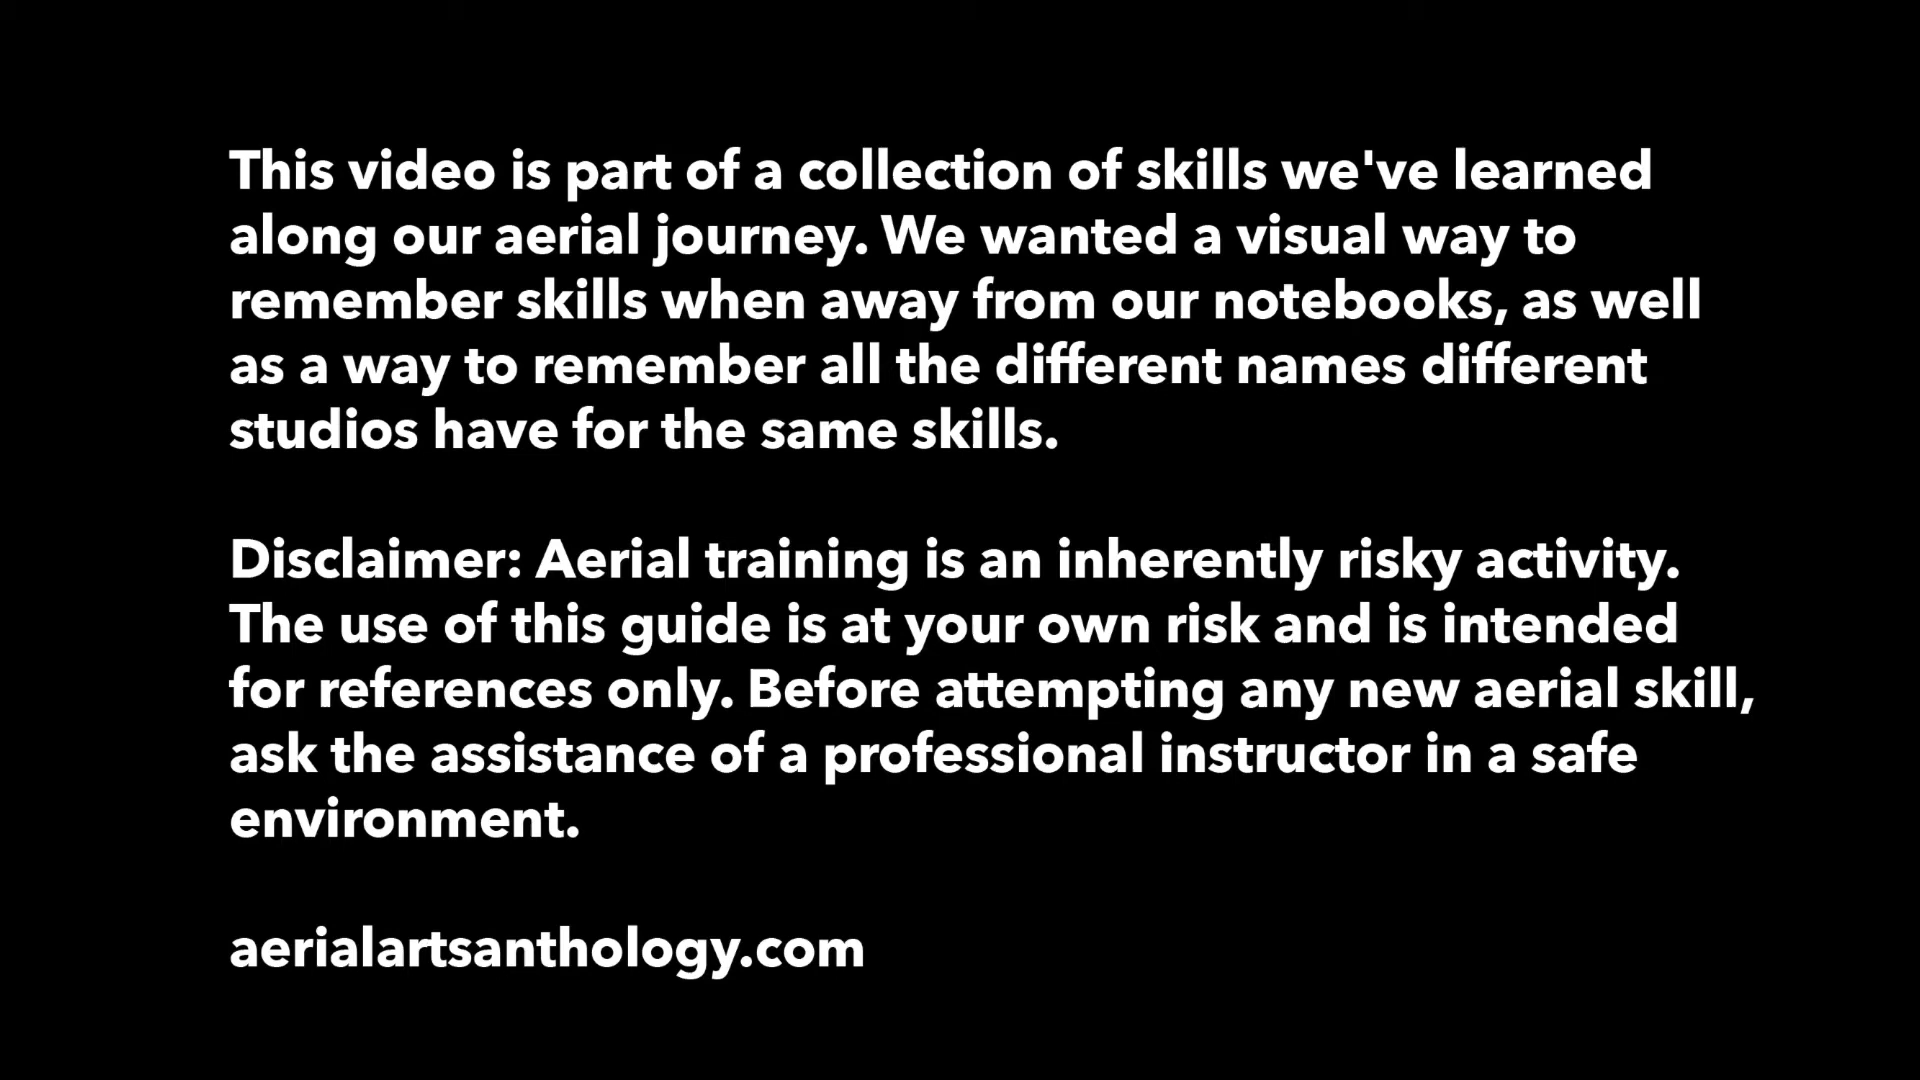 This video is part of a collection of skills we've learned
along our aerial journey. We wanted a visual way to
remember skills when away from our notebooks, as well
as a way to remember all the different names different
studios have for the same skills.
Disclaimer: Aerial training is an inherently risky activity.
The use of this guide is at your own risk and is intended
for references only. Before attempting any new aerial skill,
ask the assistance of a professional instructor in a safe
environment.
aerialartsanthology.com